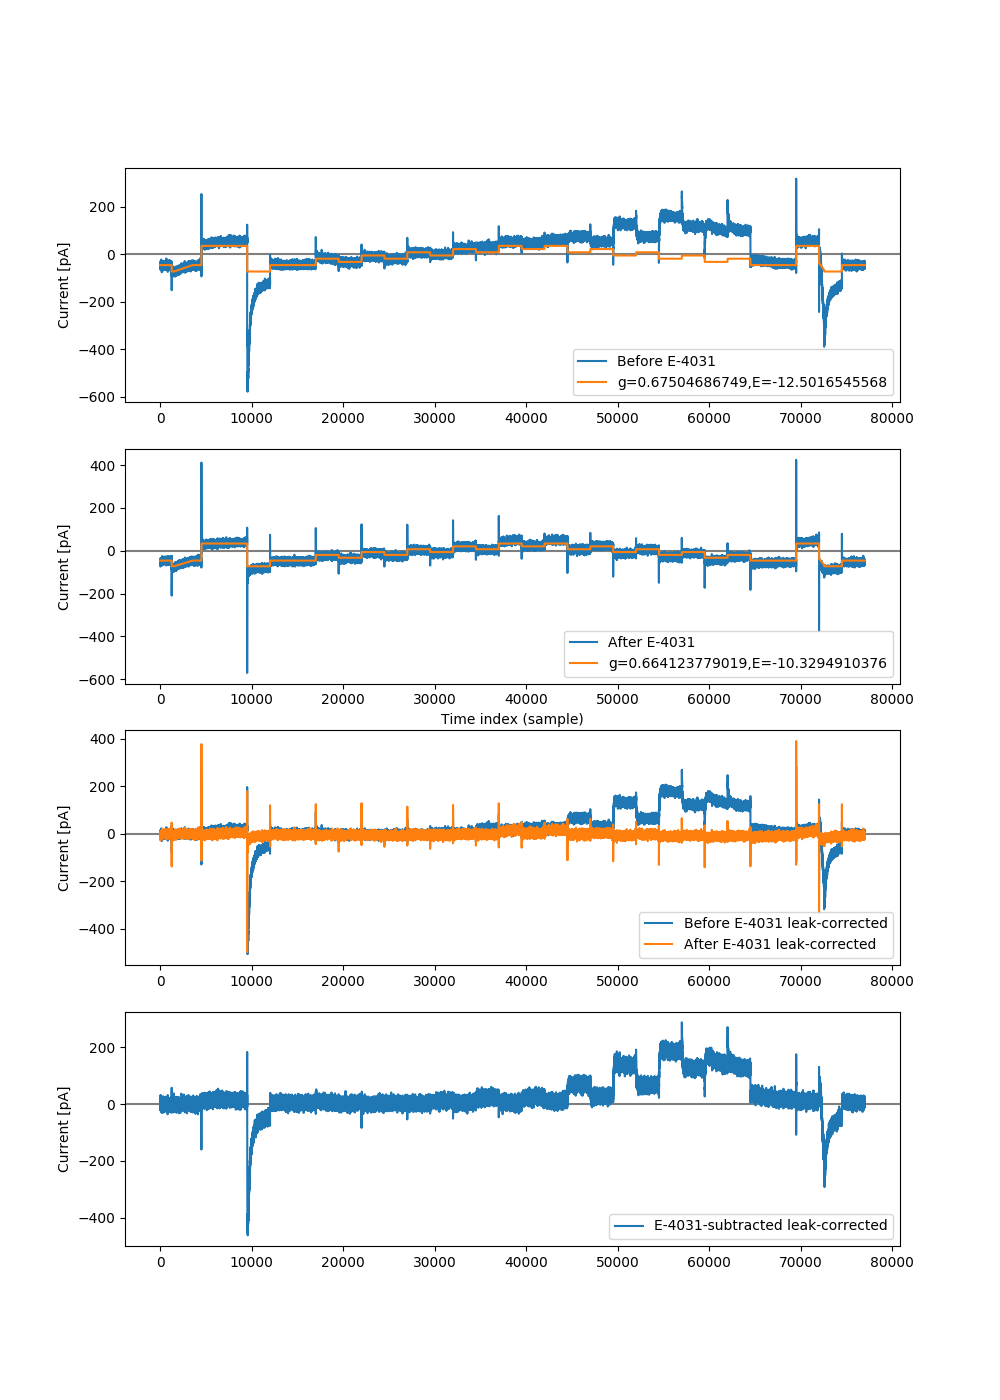 200
0
−200
−400
−600
Current [pA]
Before E-4031
g=0.67504686749,E=-12.5016545568
0 10000 20000 30000 40000 50000 60000 70000 80000
400
200
0
−200
−400
−600
Current [pA]
After E-4031
g=0.664123779019,E=-10.3294910376
0 10000 20000 30000 40000 50000 60000 70000 80000
Time index (sample)
400
200
0
−200
−400
Current [pA]
Before E-4031 leak-corrected
After E-4031 leak-corrected
0 10000 20000 30000 40000 50000 60000 70000 80000
200
0
−200
−400
Current [pA]
E-4031-subtracted leak-corrected
0 10000 20000 30000 40000 50000 60000 70000 80000